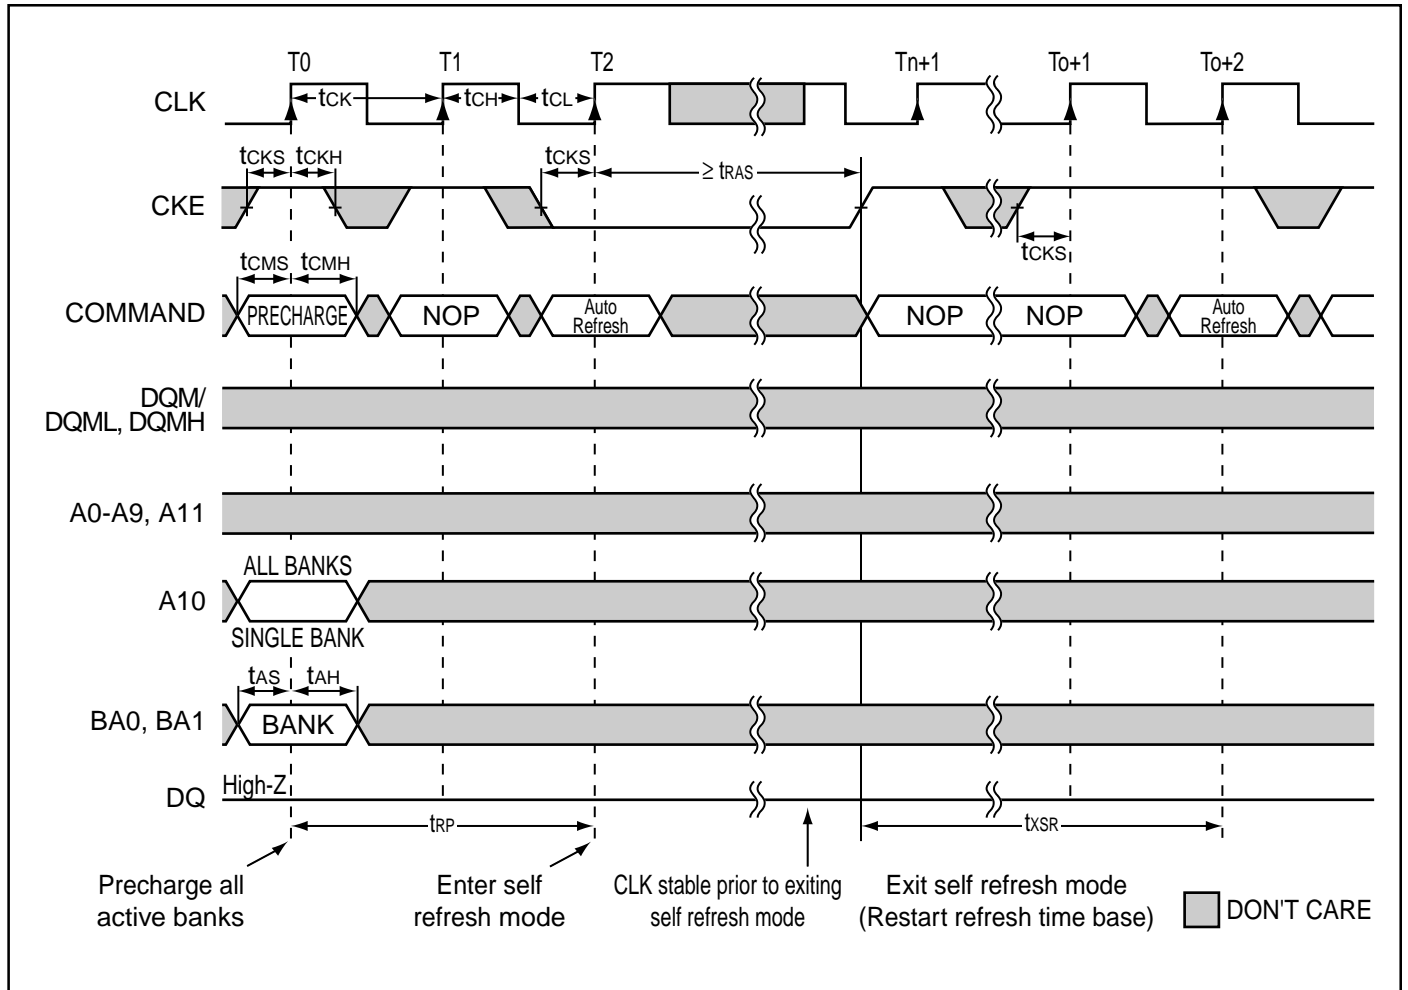 T0 T1 T2 Tn+1 To+1 To+2
CLK tCK tCH tCL
tCKS tCKH tCKS ≥ tRAS
CKE
tCKS
tCMS tCMH
COMMAND PRECHARGE NOP Auto Refresh NOP NOP Auto Refresh
DQM/
DQML, DQMH
A0-A9, A11
ALL BANKS
A10
SINGLE BANK
tAS tAH
BA0, BA1 BANK
DQ High-Z
tRP tXSR
Precharge all
active banks
Enter self
refresh mode
CLK stable prior to exiting
self refresh mode
Exit self refresh mode
(Restart refresh time base)
DON'T CARE